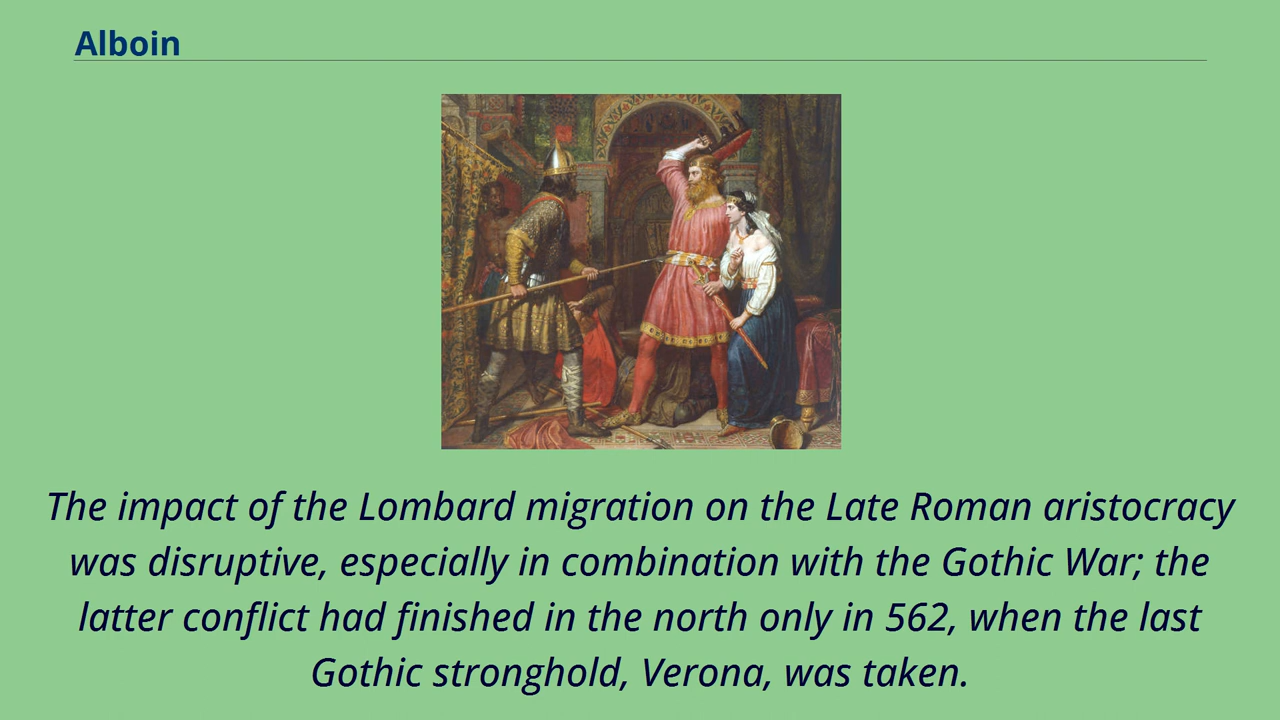 Alboin
The impact of the Lombard migration on the Late Roman aristocracy
was disruptive, especially in combination with the Gothic War; the
latter conflict had finished in the north only in 562, when the last
Gothic stronghold, Verona, was taken.